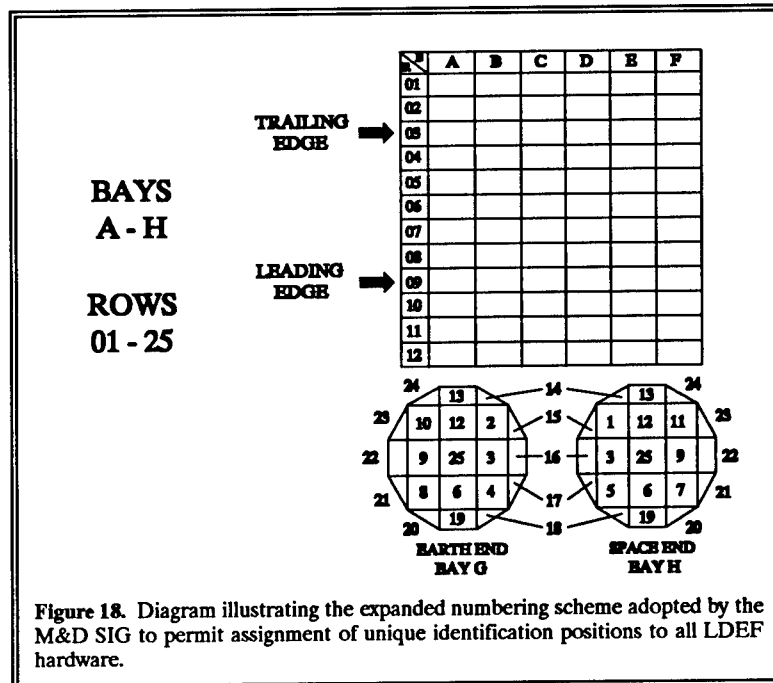 R B A B C D E F
01
02
TRAILING
EDGE
03
04
05
BAYS
A - H
06
07
08
LEADING
EDGE
09
ROWS
01 - 25
10
11
12
24 13 14 13 24
23 10 12 2 15 1 12 11 23
22 9 25 3 16 3 25 9 22
21 8 6 4 17 5 6 7 21
20 19 18 19 20
EARTH END
BAY G
SPACE END
BAY H
Figure 18. Diagram illustrating the expanded numbering scheme adopted by the
M&D SIG to permit assignment of unique identification positions to all LDEF
hardware.